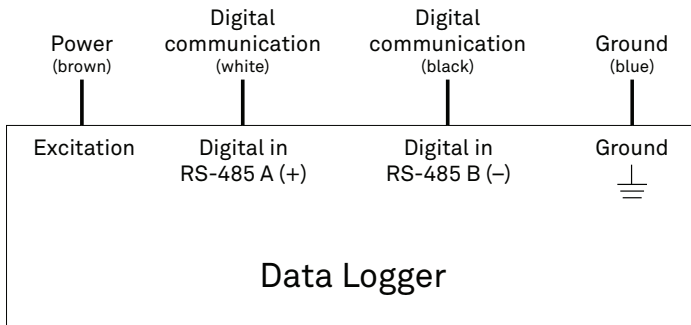 Power
(brown)
Digital
communication
(white)
Digital
communication
(black)
Ground
(blue)
Excitation
Digital in
RS-485 A (+)
Digital in
RS-485 B (–)
Ground
Data Logger